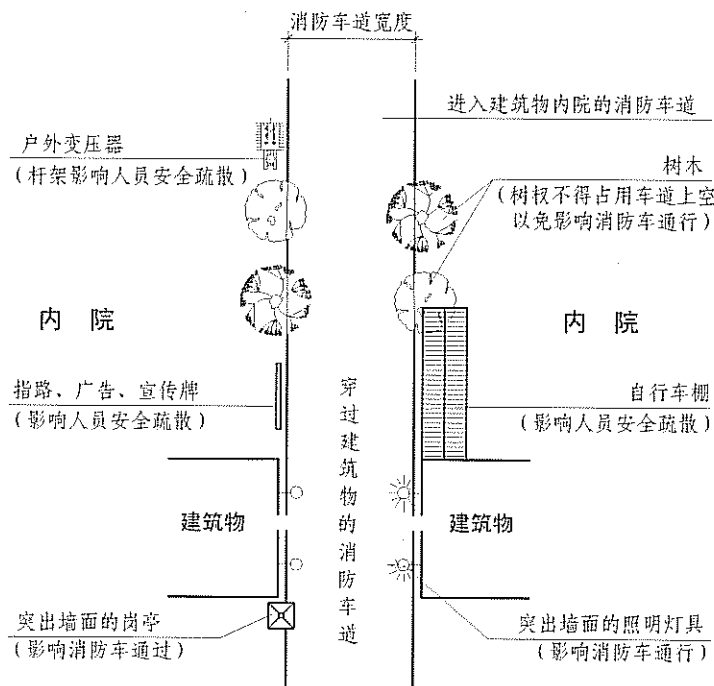 消防车道宽度
进入建筑物内院的消防车道
户外变压器
(杆架影响人员安全疏散)
树木
(树杈不得占用车道上空
以免影响消防车通行)
内 院
内 院
指路、广告、宣传牌
(影响人员安全疏散)
穿过建筑物的消防车道
自行车棚
(影响人员安全疏散)
建筑物
建筑物
突出墙面的岗亭
(影响消防车通过)
突出墙面的照明灯具
(影响消防车通行)